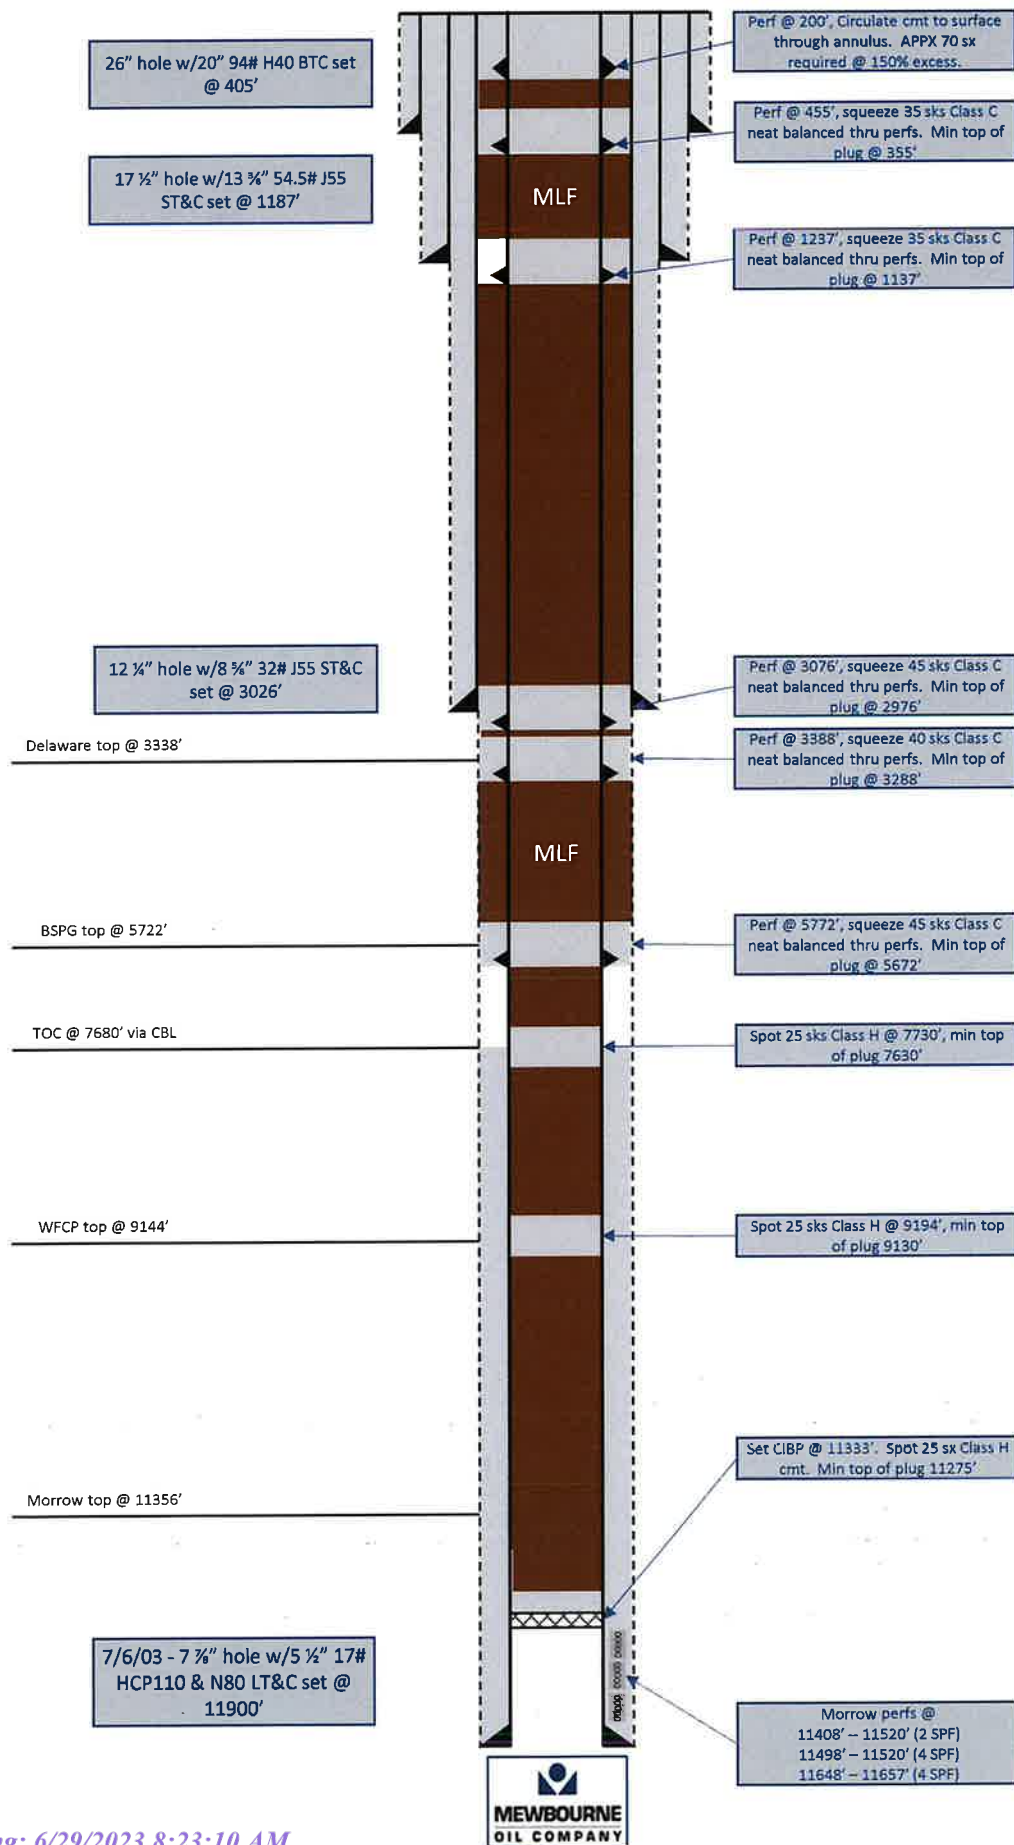 Perf @ 200’, Circulate cmt to surface
through annulus. APPX 70 sx
required @ 150% excess.
26” hole w/20” 94# H40 BTC set
@ 405’
Perf @ 455’, squeeze 35 sks Class C
neat balanced thru perfs. Min top of
plug @ 355’
17 ½” hole w/13 ⅜” 54.5# J55
ST&C set @ 1187’
MLF
Perf @ 1237’, squeeze 35 sks Class C
neat balanced thru perfs. Min top of
plug @ 1137’
12 ¼” hole w/8 ⅝” 32# J55 ST&C
set @ 3026’
Perf @ 3076’, squeeze 45 sks Class C
neat balanced thru perfs. Min top of
plug @ 2976’
Delaware top @ 3338’
Perf @ 3388’, squeeze 40 sks Class C
neat balanced thru perfs. Min top of
plug @ 3288’
MLF
BSPG top @ 5722’
Perf @ 5772’, squeeze 45 sks Class C
neat balanced thru perfs. Min top of
plug @ 5672’
TOC @ 7680’ via CBL
Spot 25 sks Class H @ 7730’, min top
of plug 7630’
WFCP top @ 9144’
Spot 25 sks Class H @ 9194’, min top
of plug 9130’
Set CIBP @ 11333’. Spot 25 sx Class H
cmt. Min top of plug 11275’
Morrow top @ 11356’
7/6/03 - 7 ⅞” hole w/5 ½” 17#
HCP110 & N80 LT&C set @
11900’
Morrow perfs @
11408’ – 11520’ (2 SPF)
11498’ – 11520’ (4 SPF)
11648’ – 11657’ (4 SPF)
MEWBOURNE
OIL COMPANY
6/29/2023 8:23:10 AM